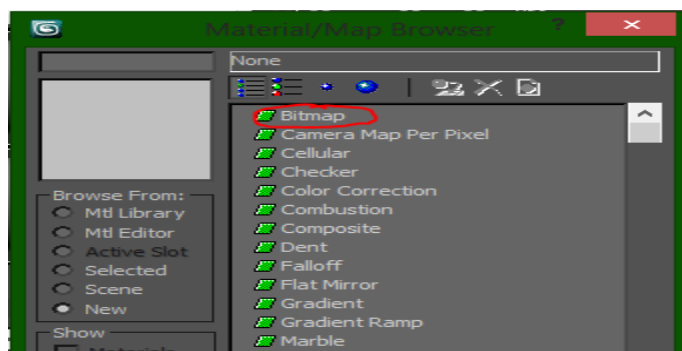 Material/Map Browser ?
None
Bitmap
Camera Map Per Pixel
Cellular
Checker
Color Correction
Combustion
Composite
Dent
Falloff
Flat Mirror
Gradient
Gradient Ramp
Marble
Browse From:
Mtl Library
Mtl Editor
Active Slot
Selected
Scene
New
Show